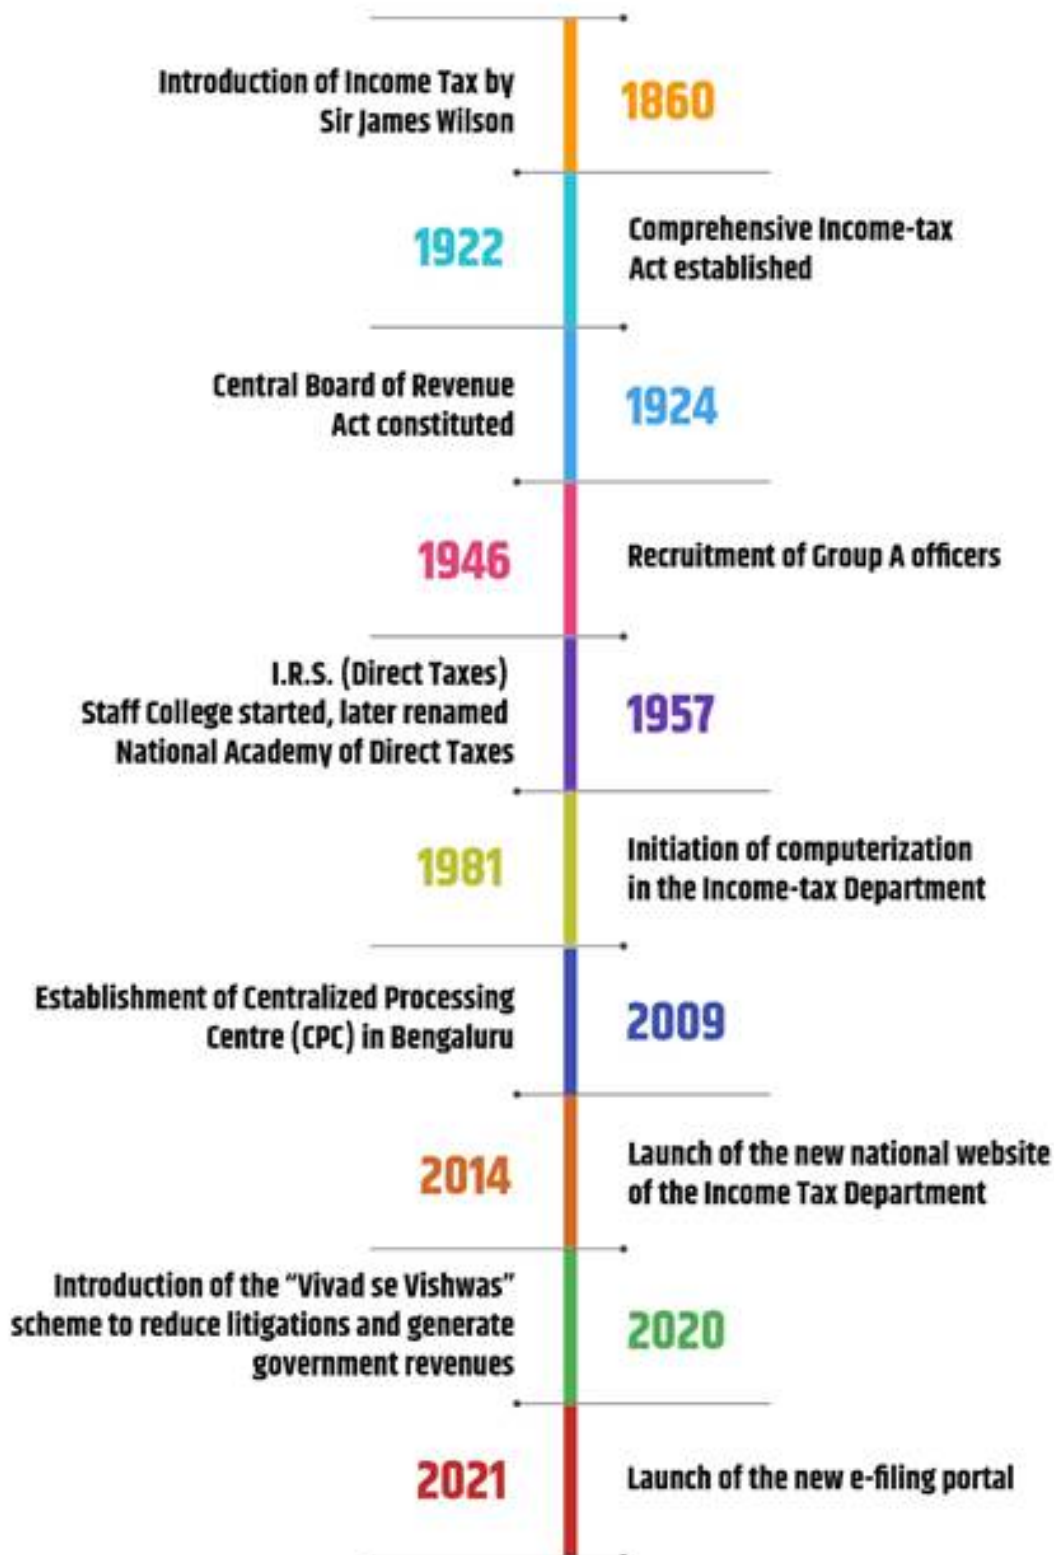 Introduction of Income Tax by
Sir James Wilson
1860
1922
Comprehensive Income-tax
Act established
Central Board of Revenue
Act constituted
1924
1946
Recruitment of Group A officers
I.R.S. (Direct Taxes)
Staff College started, later renamed
National Academy of Direct Taxes
1957
1981
Initiation of computerization
in the Income-tax Department
Establishment of Centralized Processing
Centre (CPC) in Bengaluru
2009
2014
Launch of the new national website
of the Income Tax Department
Introduction of the “Vivad se Vishwas”
scheme to reduce litigations and generate
government revenues
2020
2021
Launch of the new e-filing portal